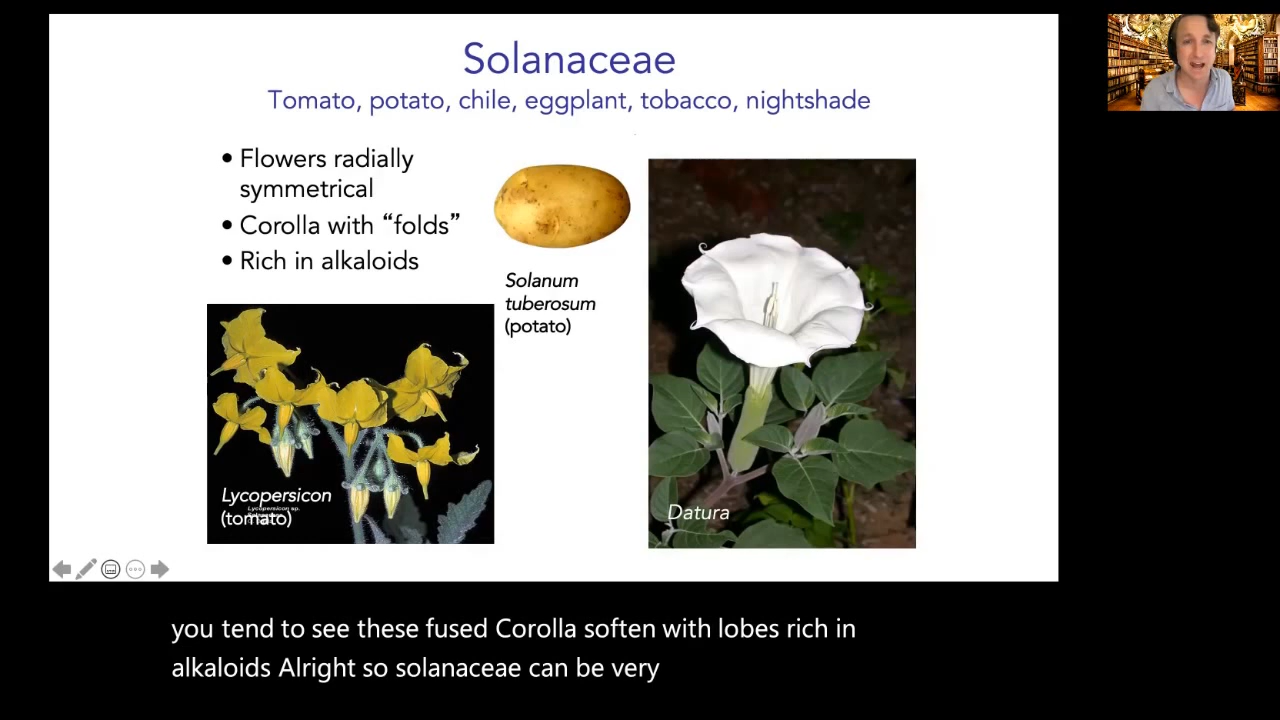 Solanaceae
Tomato, potato, chile, eggplant, tobacco, nightshade
• Flowers radially
symmetrical
• Corolla with “folds”
• Rich in alkaloids
Solanum
tuberosum
(potato)
Lycopersicon
Lycopersicon sp.
(tomato)
Datura
you tend to see these fused Corolla soften with lobes rich in
alkaloids Alright so solanaceae can be very